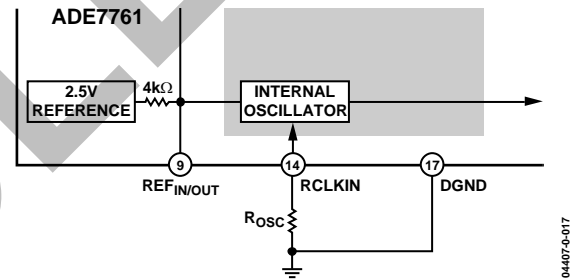 ADE7761
2.5V
REFERENCE
4kΩ
INTERNAL
OSCILLATOR
9
14
17
REFIN/OUT
RCLKIN
DGND
ROSC
04407-0-017